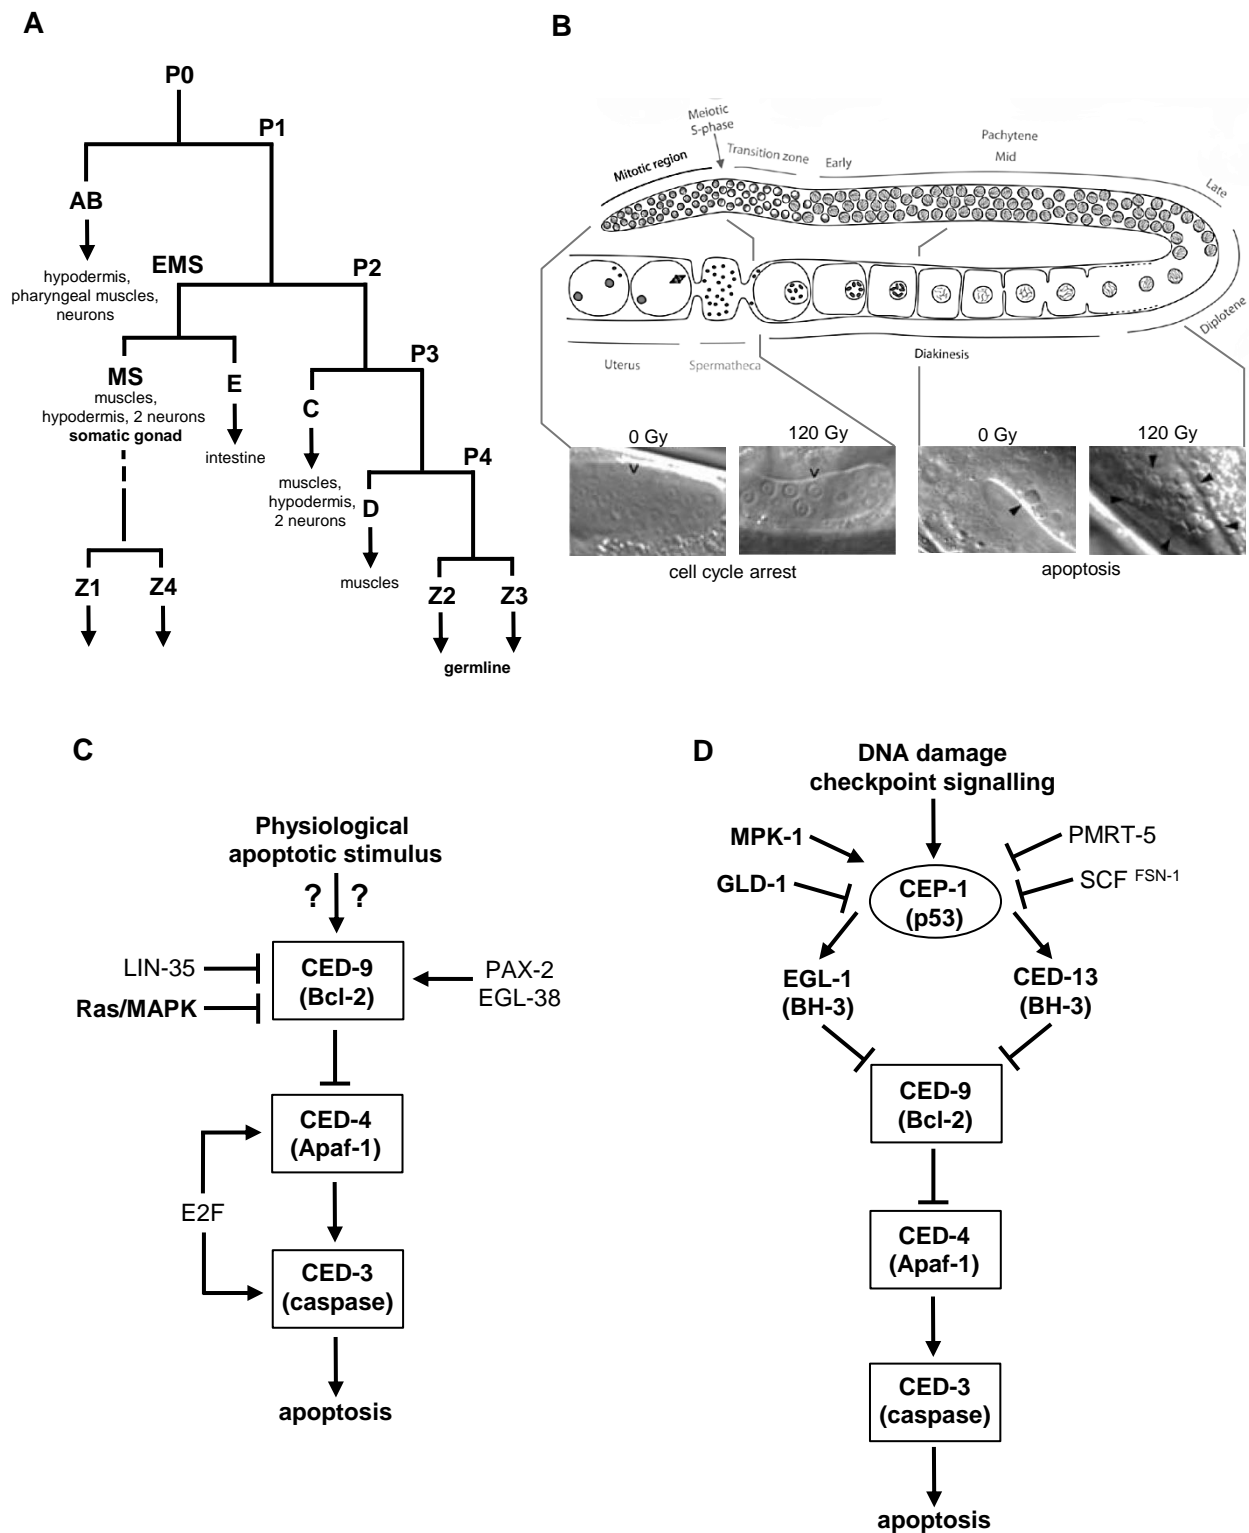 A
P0
P1
AB
hypodermis,
pharyngeal muscles,
neurons
EMS
P2
MS
muscles,
hypodermis, 2 neurons
somatic gonad
E
intestine
P3
C
muscles,
hypodermis,
2 neurons
P4
D
muscles
Z1
Z4
Z2
Z3
germline
B
Mitotic region
Meiotic
S-phase
Transition zone
Early
Pachytene
Mid
Late
Diplotene
Diakinesis
Spermatheca
Uterus
0 Gy
120 Gy
0 Gy
120 Gy
cell cycle arrest
apoptosis
C
Physiological
apoptotic stimulus
? ?
LIN-35
Ras/MAPK
CED-9
(Bcl-2)
PAX-2
EGL-38
CED-4
(Apaf-1)
E2F
CED-3
(caspase)
apoptosis
D
DNA damage
checkpoint signalling
MPK-1
GLD-1
PMRT-5
SCF FSN-1
CEP-1
(p53)
EGL-1
(BH-3)
CED-13
(BH-3)
CED-9
(Bcl-2)
CED-4
(Apaf-1)
CED-3
(caspase)
apoptosis